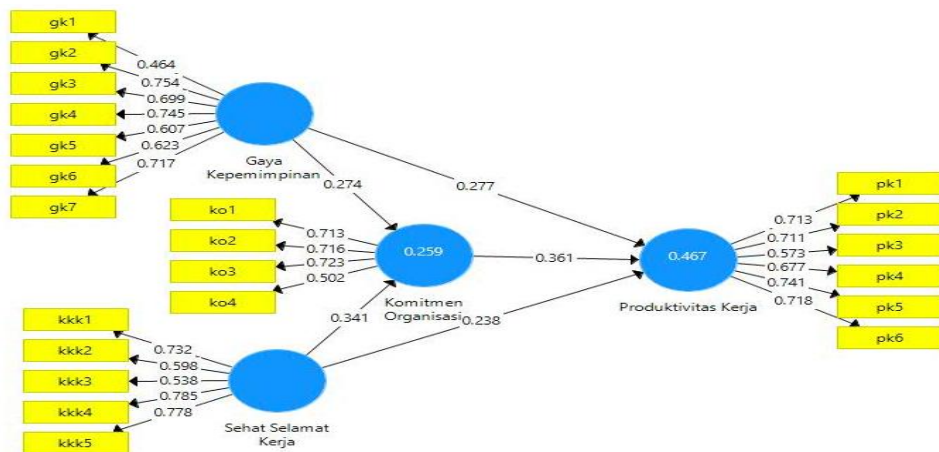 gk1
gk2
gk3
gk4
gk5
gk6
gk7
0.464
0.754
0.699
0.745
0.607
0.623
0.717
Gaya
Kepemimpinan
0.274
0.277
ko1
ko2
ko3
ko4
0.713
0.716
0.723
0.502
0.259
Komitmen
Organisasi
0.361
0.341
0.238
kkk1
kkk2
kkk3
kkk4
kkk5
0.732
0.598
0.538
0.785
0.778
Sehat Selamat
Kerja
0.467
Produktivitas Kerja
0.713
0.711
0.573
0.677
0.741
0.718
pk1
pk2
pk3
pk4
pk5
pk6